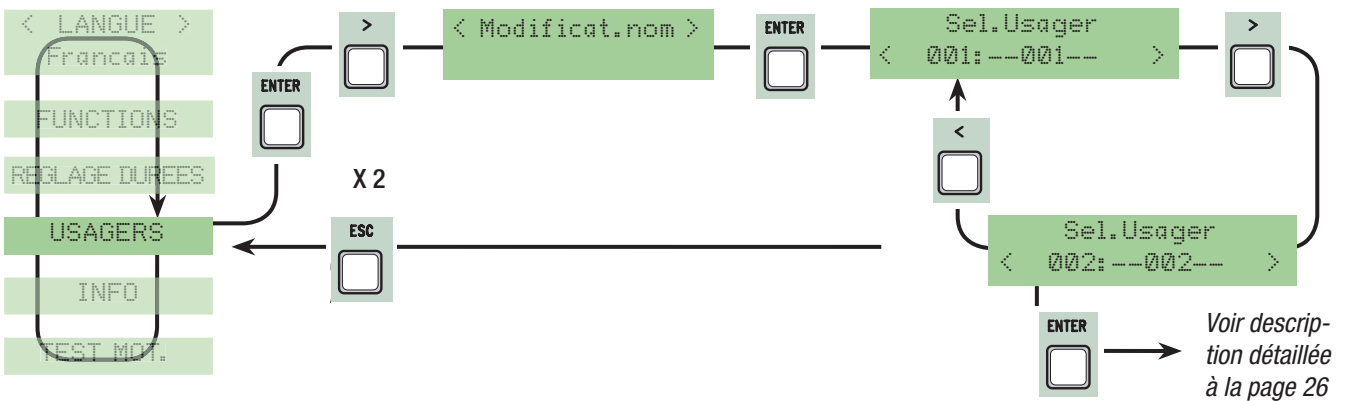 < LANGUE >
Francais
FUNCTIONS
REGLAGE DUREES
USAGERS
INFO
TEST MOT.
ENTER
>
< Modificat.nom >
ENTER
Sel.Usager
< 001:--001-- >
>
<
Sel.Usager
< 002:--002-- >
X 2
ESC
ENTER
Voir descrip-
tion détaillée
à la page 26